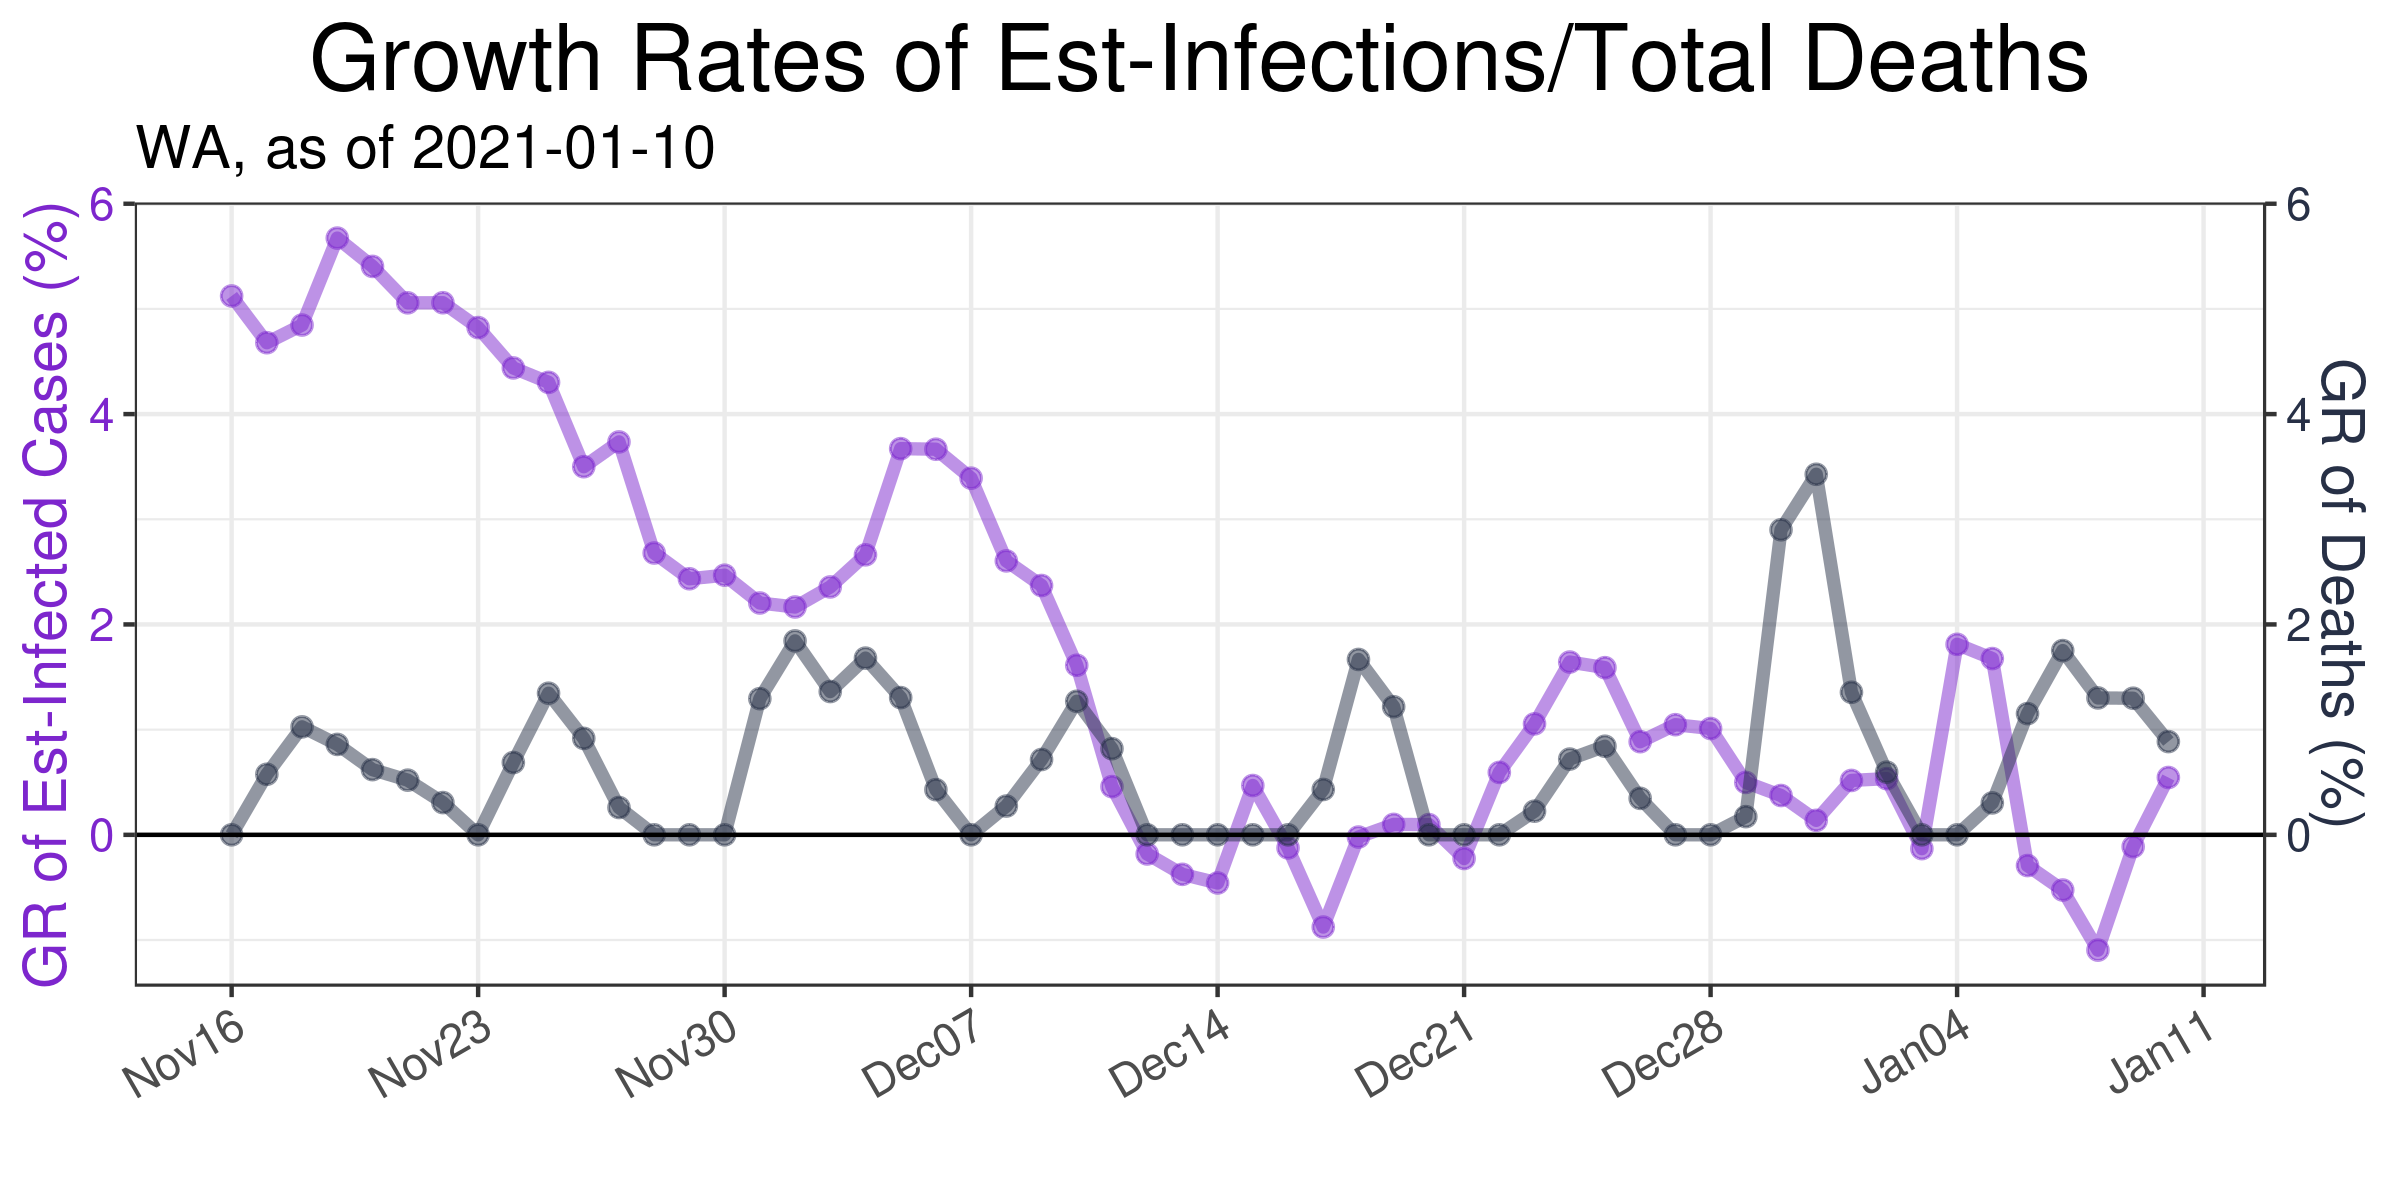 Growth Rates of Est-Infections/Total Deaths
WA, as of 2021-01-10
GR of Est-Infected Cases (%)
6
4
2
0
6
4
2
0
GR of Deaths (%)
Nov16
Nov23
Nov30
Dec07
Dec14
Dec21
Dec28
Jan04
Jan11